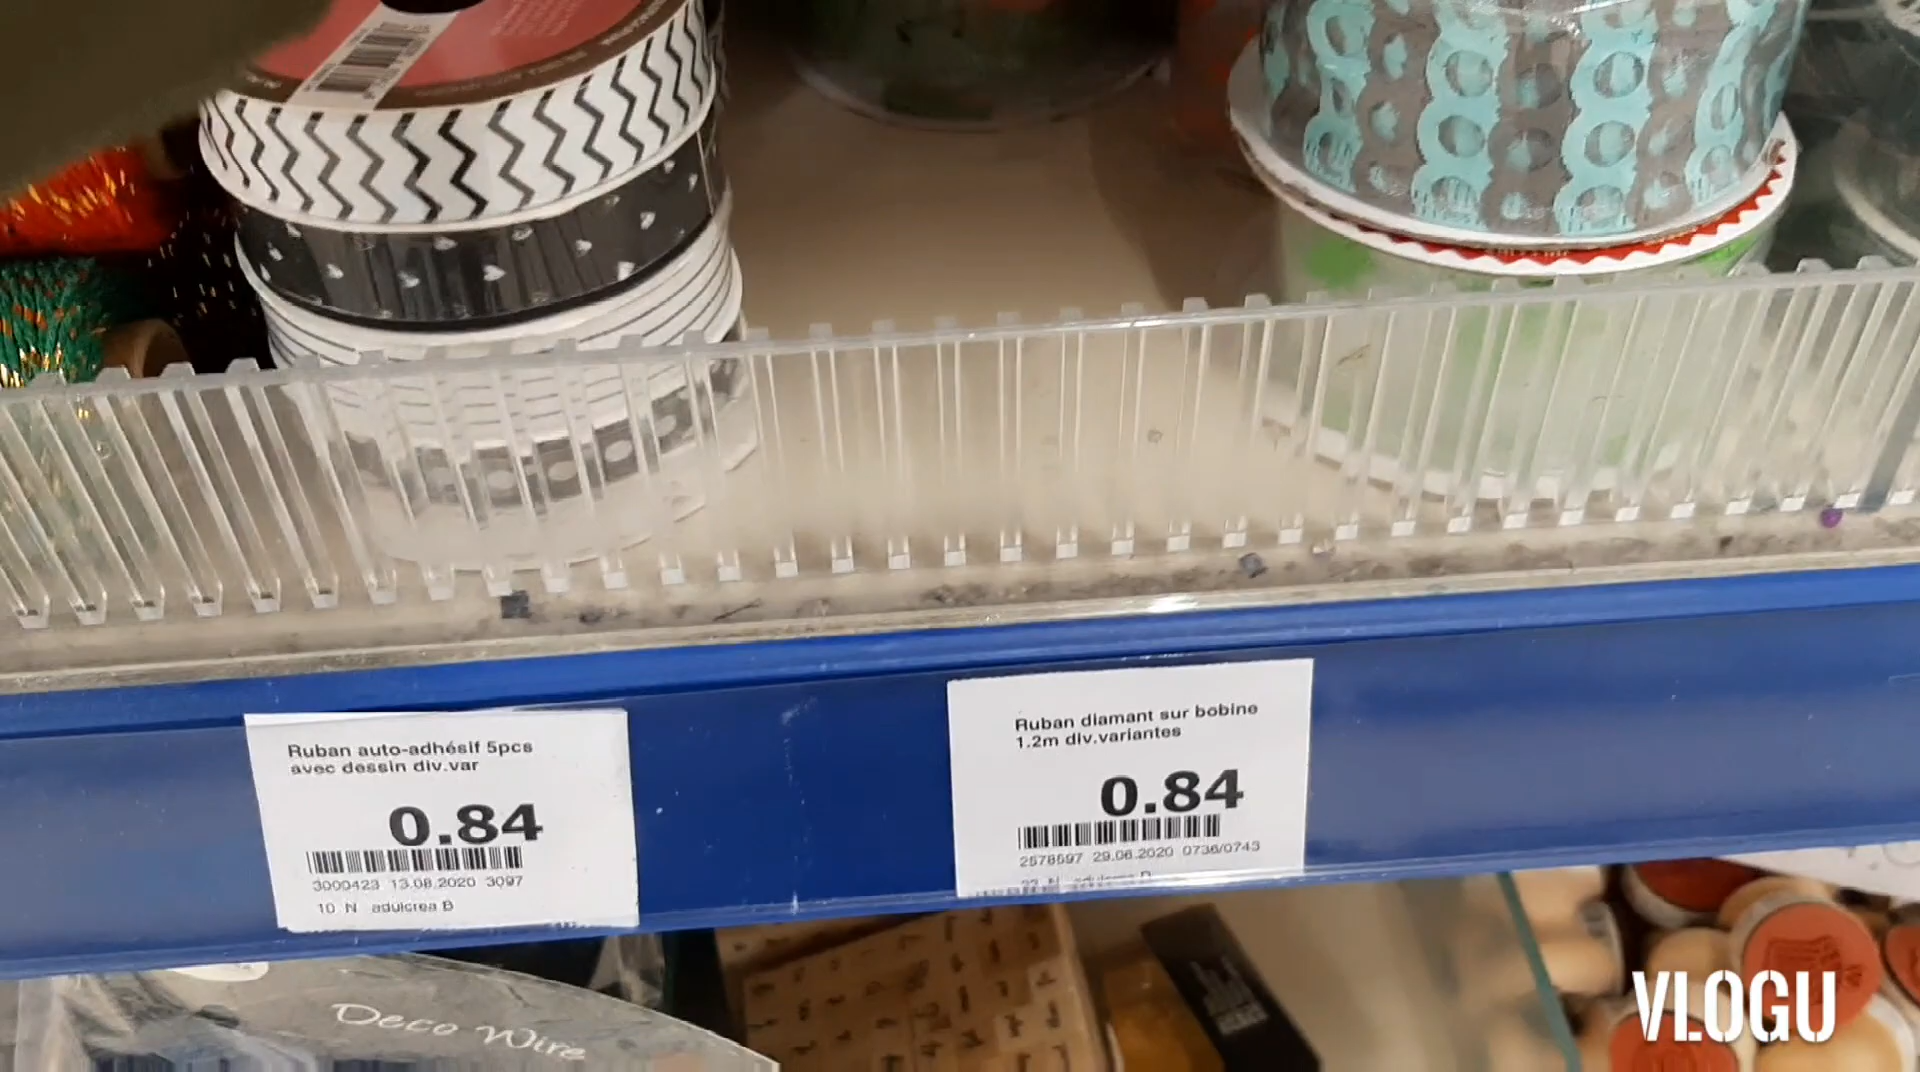 Ruban auto-adhésif 5pcs
avec dessin div.var
0.84
3000423 13.08.2020 3097
10 N adulcrea B
Ruban diamant sur bobine
1.2m div.variantes
0.84
2578597 29.06.2020 0736/0743
Deco Wire
VLOGU